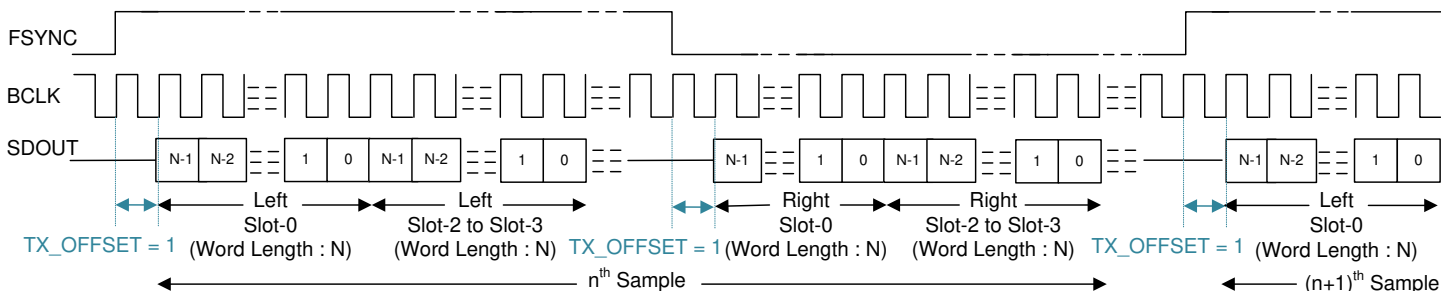 FSYNC
BCLK
SDOUT N-1 N-2 1 0 N-1 N-2 1 0 N-1 1 0 N-1 N-2 1 0 N-1 N-2 1 0
Left Left Right Right Left
Slot-0 Slot-2 to Slot-3 Slot-0 Slot-2 to Slot-3 Slot-0
TX_OFFSET = 1 (Word Length : N) (Word Length : N) TX_OFFSET = 1 (Word Length : N) (Word Length : N) TX_OFFSET = 1 (Word Length : N)
nth Sample (n+1)th Sample